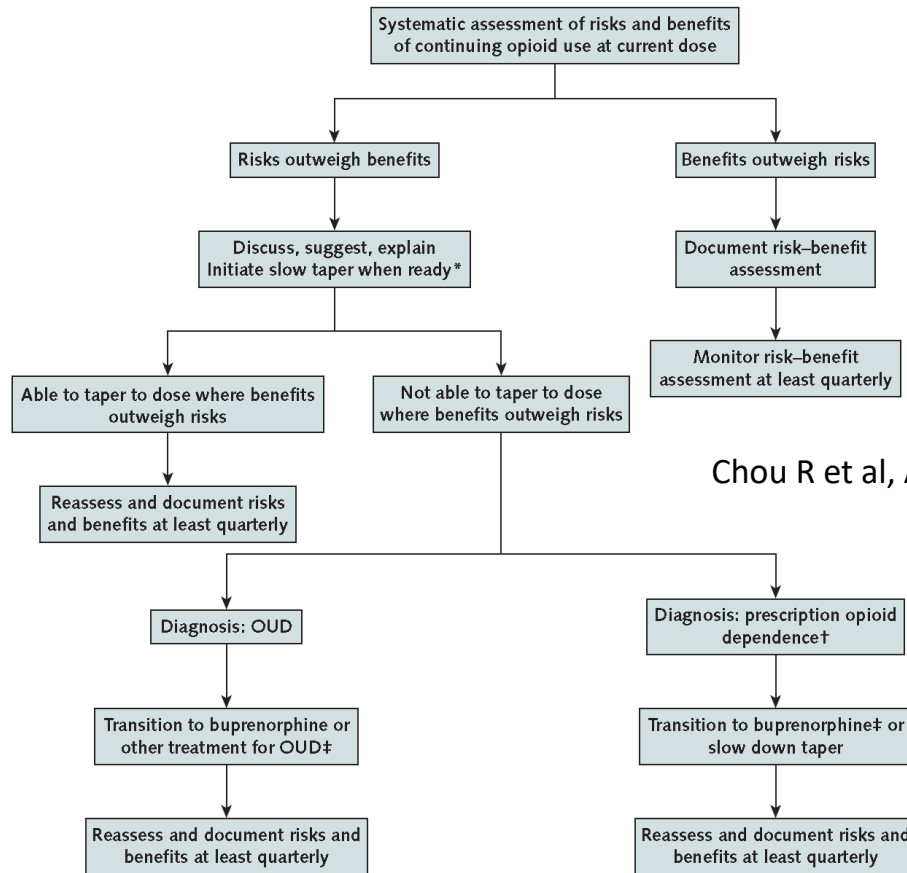 Systematic assessment of risks and benefits
of continuing opioid use at current dose
Risks outweigh benefits
Benefits outweigh risks
Discuss, suggest, explain
Initiate slow taper when ready*
Document risk–benefit
assessment
Monitor risk–benefit
assessment at least quarterly
Able to taper to dose where benefits
outweigh risks
Not able to taper to dose
where benefits outweigh risks
Reassess and document risks
and benefits at least quarterly
Chou R et al,
Diagnosis: OUD
Diagnosis: prescription opioid
dependence†
Transition to buprenorphine or
other treatment for OUD‡
Transition to buprenorphine‡ or
slow down taper
Reassess and document risks and
benefits at least quarterly
Reassess and document risks and
benefits at least quarterly